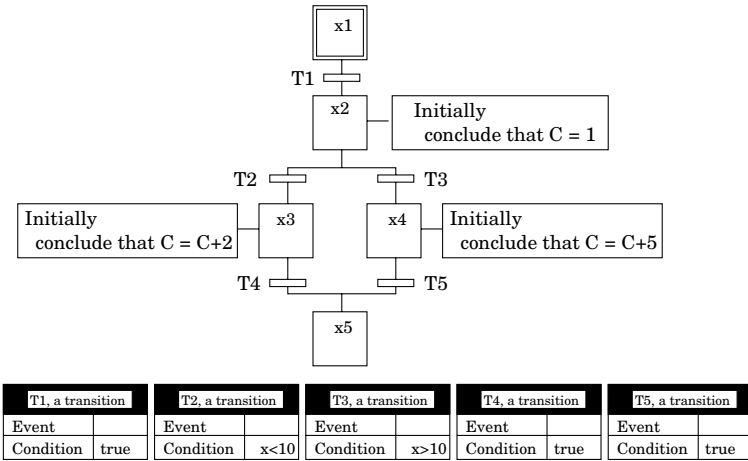 x1
T1
x2
Initially
conclude that C = 1
T2
T3
Initially
conclude that C = C+2
x3
x4
Initially
conclude that C = C+5
T4
T5
x5
T1, a transition
Event
Condition true
T2, a transition
Event
Condition x<10
T3, a transition
Event
Condition x>10
T4, a transition
Event
Condition true
T5, a transition
Event
Condition true